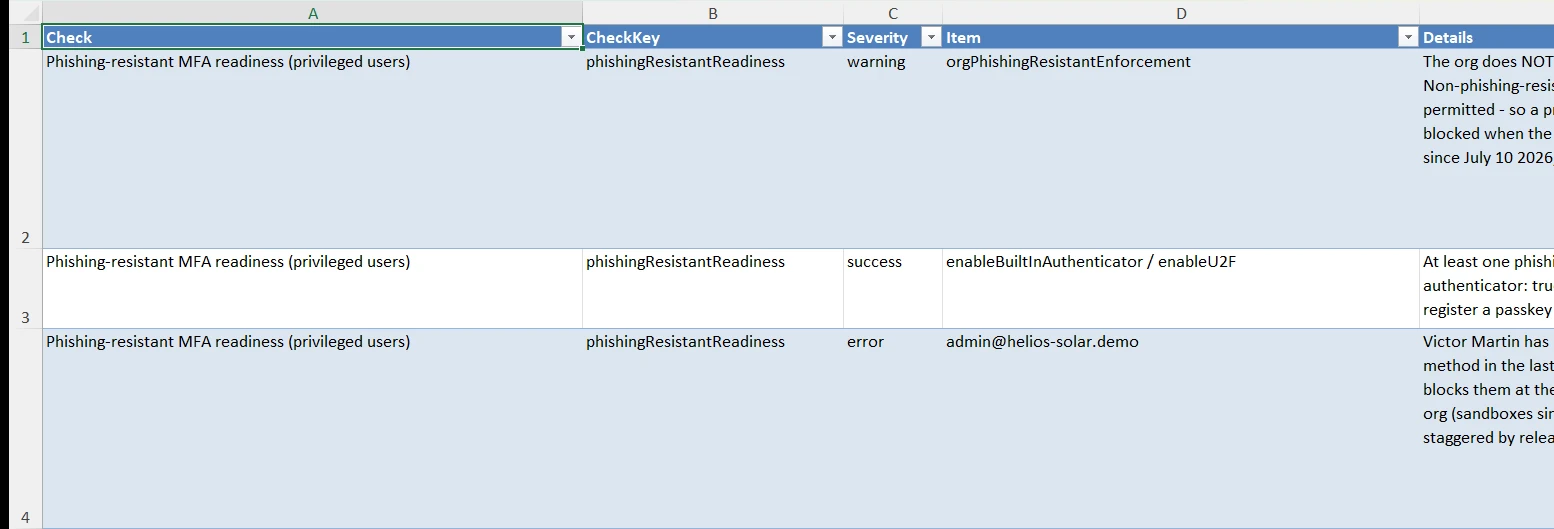 A B C D
1 Check CheckKey Severity Item Details
Phishing-resistant MFA readiness (privileged users) phishingResistantReadiness warning orgPhishingResistantEnforcement The org does NOT
Non-phishing-resis
permitted - so a p
blocked when the
since July 10 2026,
2
Phishing-resistant MFA readiness (privileged users) phishingResistantReadiness success enableBuiltInAuthenticator / enableU2F At least one phishi
authenticator: tru
register a passkey
3
Phishing-resistant MFA readiness (privileged users) phishingResistantReadiness error admin@helios-solar.demo Victor Martin has
method in the last
blocks them at the
org (sandboxes sin
staggered by relea
4